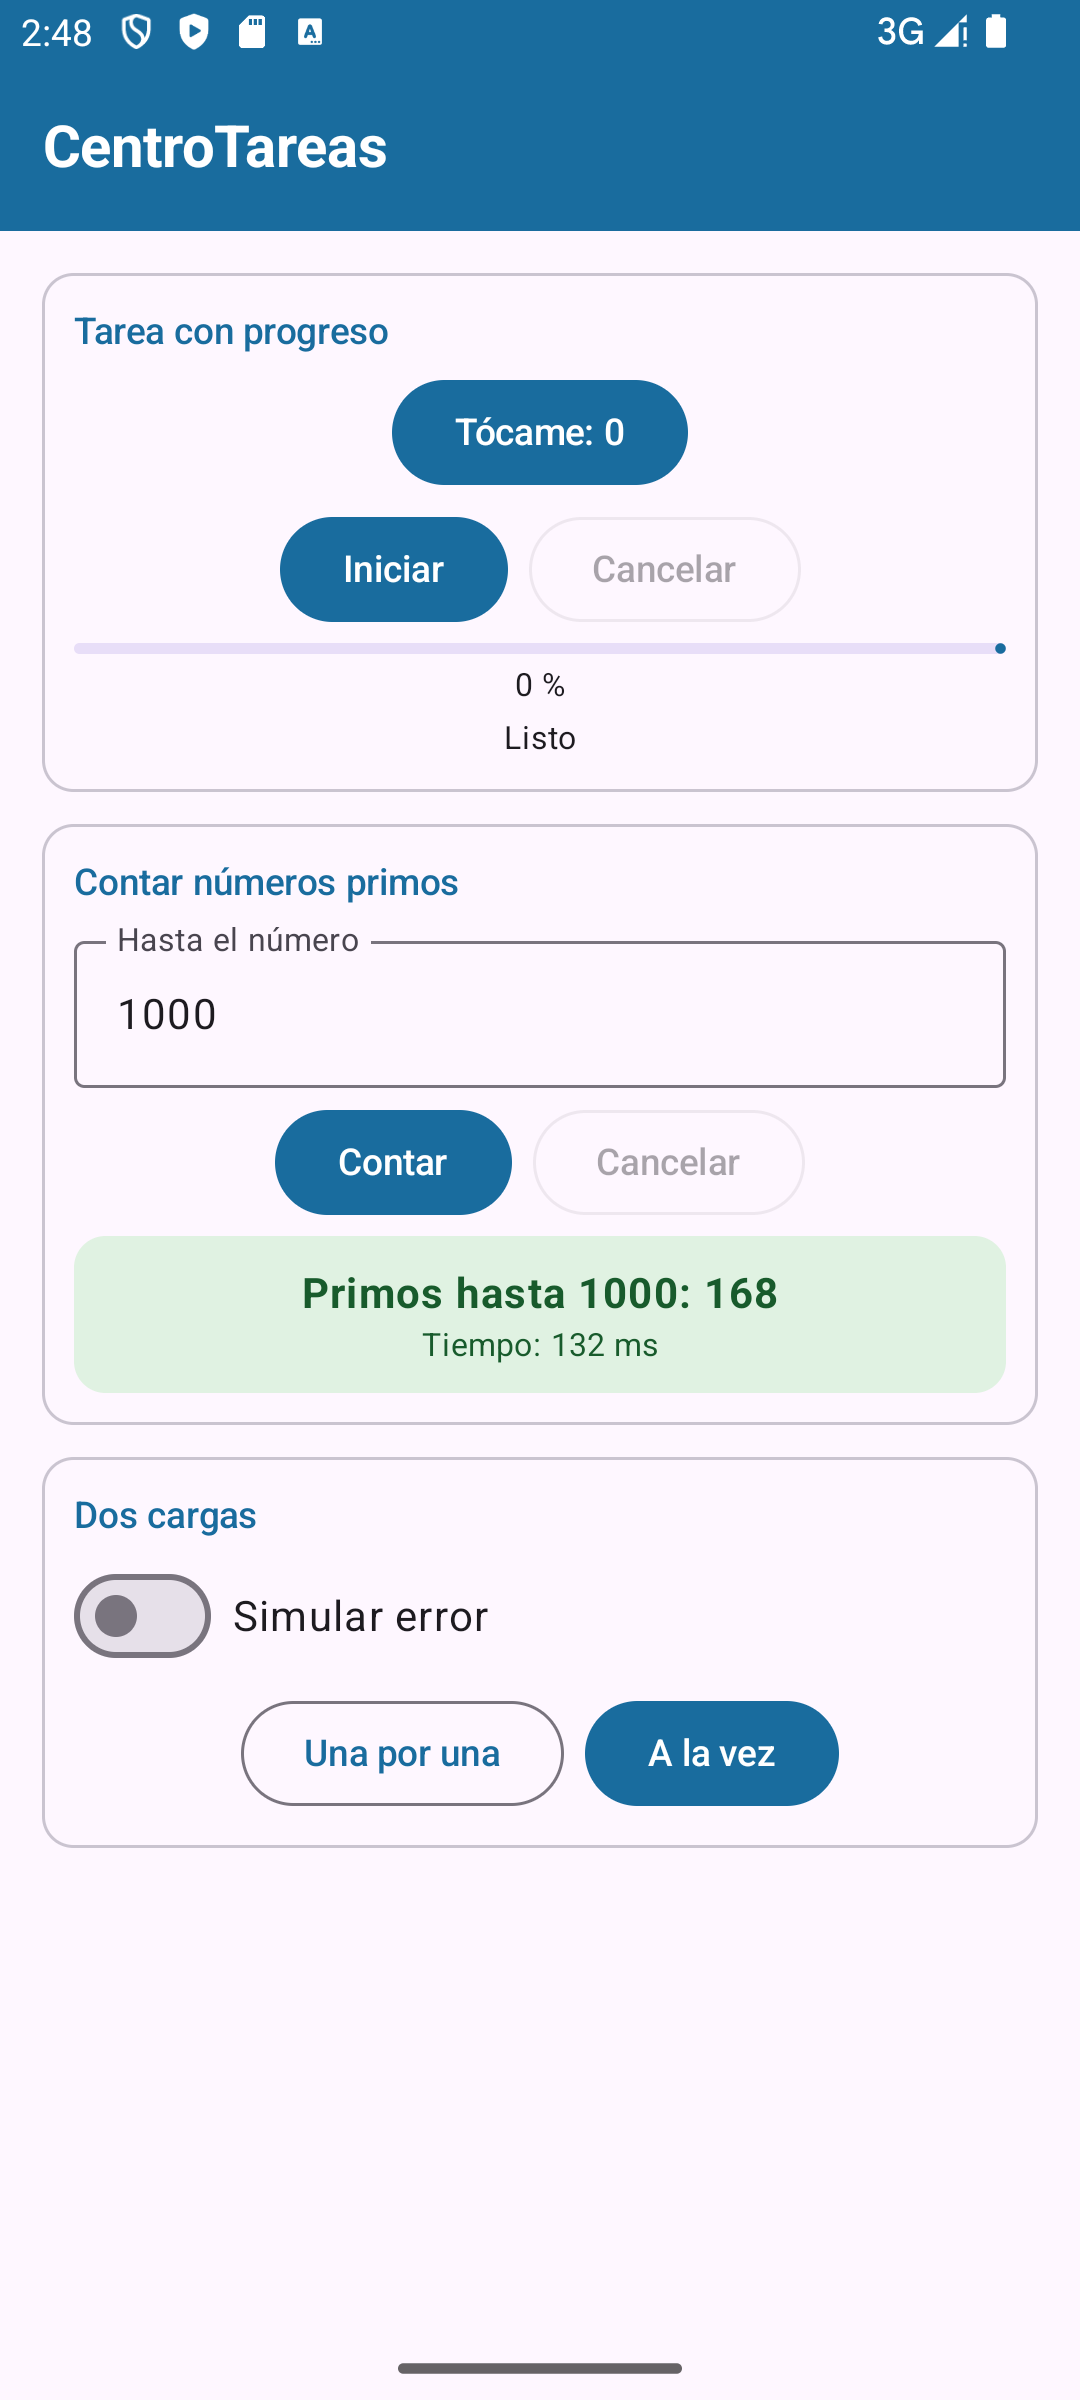 2:48
3G
CentroTareas
Tarea con progreso
Tócame: 0
Iniciar
Cancelar
0 %
Listo
Contar números primos
Hasta el número
1000
Contar
Cancelar
Primos hasta 1000: 168
Tiempo: 132 ms
Dos cargas
Simular error
Una por una
A la vez